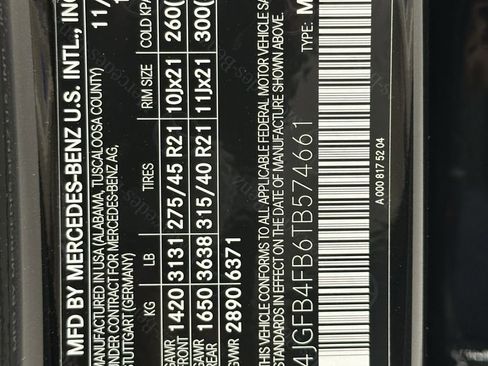 MFD BY MERCEDES-BENZ U.S. INTL., INC
MANUFACTURED IN USA (ALABAMA, TUSCALOOSA COUNTY)
UNDER CONTRACT FOR MERCEDES-BENZ AG,
STUTTGART (GERMANY)
11/
KG LB TIRES RIM SIZE COLD KPA
GAWR FRONT 1420 3131 275/45 R21 10Jx21 260(
GAWR REAR 1650 3638 315/40 R21 11Jx21 300(
GVWR 2890 6371
THIS VEHICLE CONFORMS TO ALL APPLICABLE FEDERAL MOTOR VEHICLE SA
STANDARDS IN EFFECT ON THE DATE OF MANUFACTURE SHOWN ABOVE.
4JGFB4FB6TB574661
TYPE: M
A 000 817 52 04